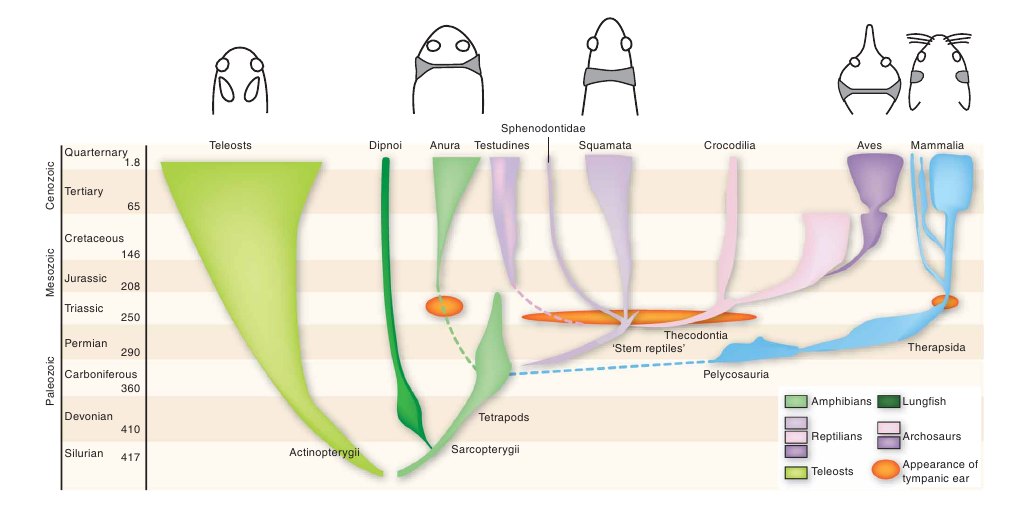 Sphenodontidae
Teleosts
Dipnoi
Anura
Testudines
Squamata
Crocodilia
Aves
Mammalia
Cenozoic
Mesozoic
Paleozoic
Quarternary
1.8
Tertiary
65
Cretaceous
146
Jurassic
208
Triassic
250
Permian
290
Carboniferous
360
Devonian
410
Silurian
417
Thecodontia
‘Stem reptiles’
Therapsida
Pelycosauria
Tetrapods
Actinopterygii
Sarcopterygii
Amphibians
Lungfish
Reptilians
Archosaurs
Teleosts
Appearance of
tympanic ear